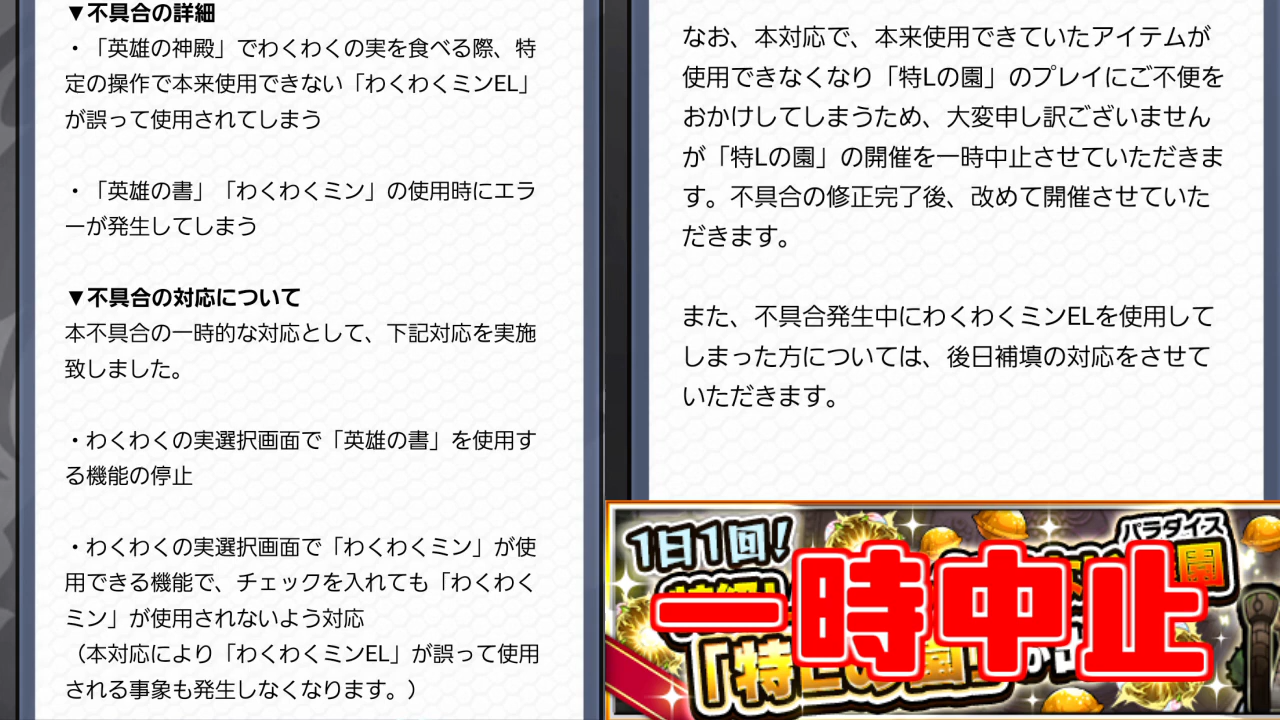 ▼不具合の詳細
・「英雄の神殿」でわくわくの実を食べる際、特
定の操作で本来使用できない「わくわくミンEL」
が誤って使用されてしまう
・「英雄の書」「わくわくミン」の使用時にエラ
ーが発生してしまう
▼不具合の対応について
本不具合の一時的な対応として、下記対応を実施
致しました。
・わくわくの実選択画面で「英雄の書」を使用す
る機能の停止
・わくわくの実選択画面で「わくわくミン」が使
用できる機能で、チェックを入れても「わくわく
ミン」が使用されないよう対応
（本対応により「わくわくミンEL」が誤って使用
される事象も発生しなくなります。）
なお、本対応で、本来使用できていたアイテムが
使用できなくなり「特Lの園」のプレイにご不便を
おかけしてしまうため、大変申し訳ございません
が「特Lの園」の開催を一時中止させていただきま
す。不具合の修正完了後、改めて開催させていた
だきます。
また、不具合発生中にわくわくミンELを使用して
しまった方については、後日補填の対応をさせて
いただきます。
1日1回!
パラダイス
園
一時中止
「特Lの園」